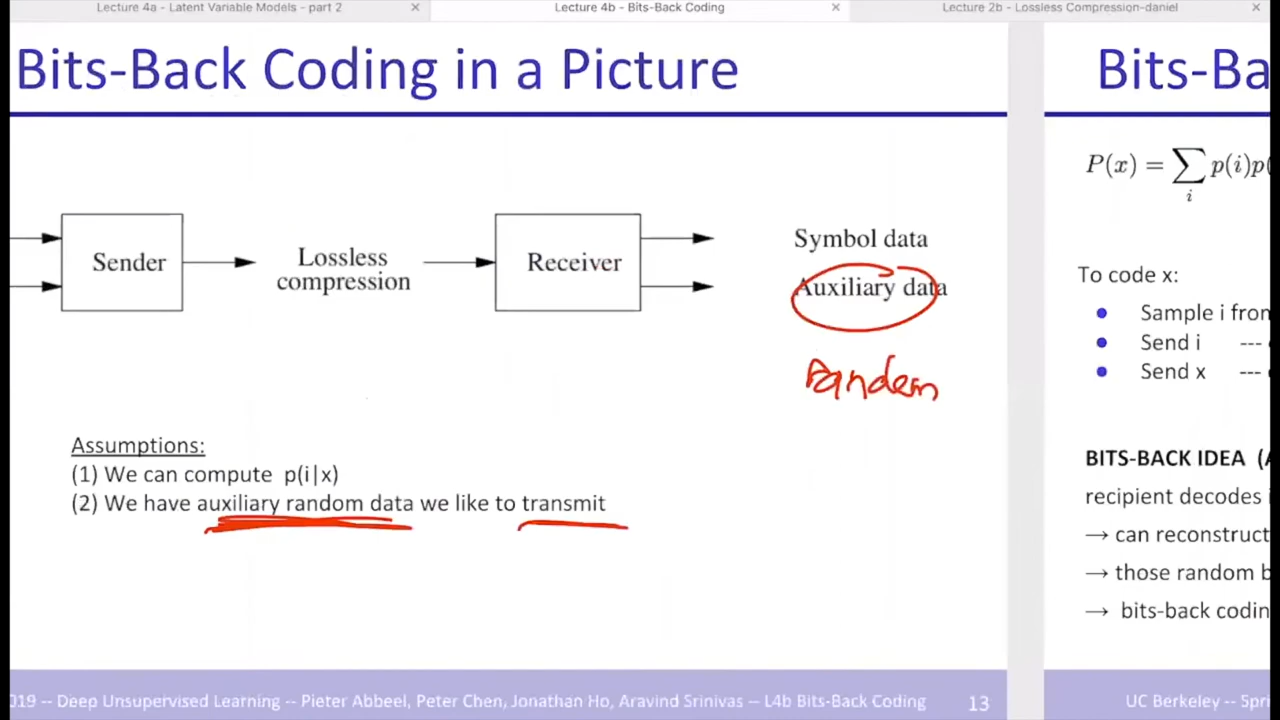 Lecture 4a - Latent Variable Models - part 2
Lecture 4b - Bits-Back Coding
Lecture 2b - Lossless Compression-daniel
Bits-Back Coding in a Picture
Sender
Lossless
compression
Receiver
Symbol data
Auxiliary data
random
Assumptions:
(1) We can compute p(i|x)
(2) We have auxiliary random data we like to transmit
019 -- Deep Unsupervised Learning -- Pieter Abbeel, Peter Chen, Jonathan Ho, Aravind Srinivas -- L4b Bits-Back Coding
13
Bits-Ba
P(x) = ∑ p(i)p(
i
To code x:
● Sample i from
● Send i ---
● Send x ---
BITS-BACK IDEA (
recipient decodes i
→ can reconstruct
→ those random b
→ bits-back coding
UC Berkeley -- Spri